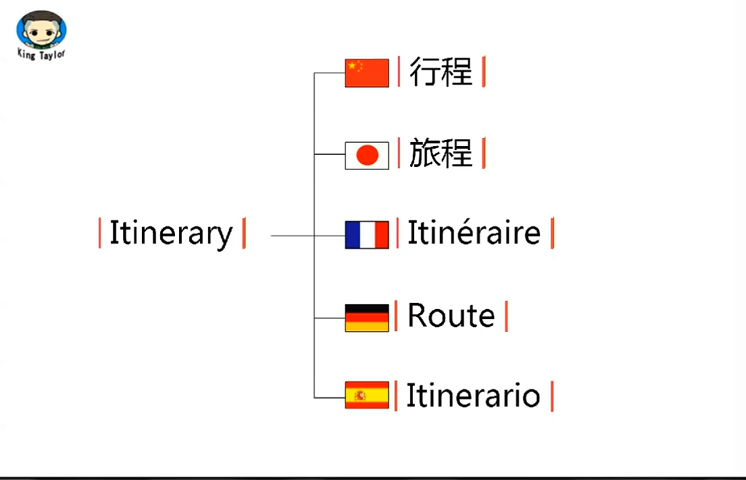 King Taylor
行程
旅程
Itinerary
Itinéraire
Route
Itinerario